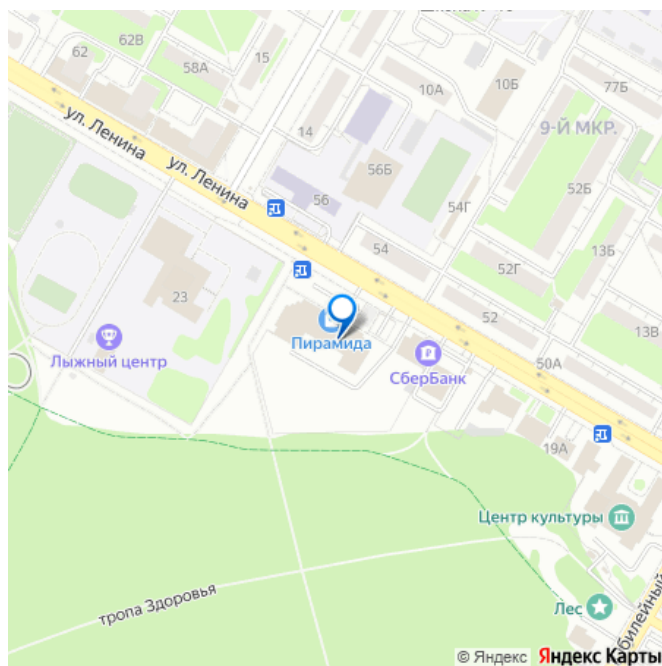 62В
62
58А
15
10А
10Б
77Б
ул. Ленина
ул. Ленина
14
9-Й МКР.
56Б
52Б
56
54Г
54
13Б
52Г
23
52
13В
Пирамида
Лыжный центр
СберБанк
50А
19А
Центр культуры
тропа Здоровья
Лес
билейный
© Яндекс Яндекс Карты